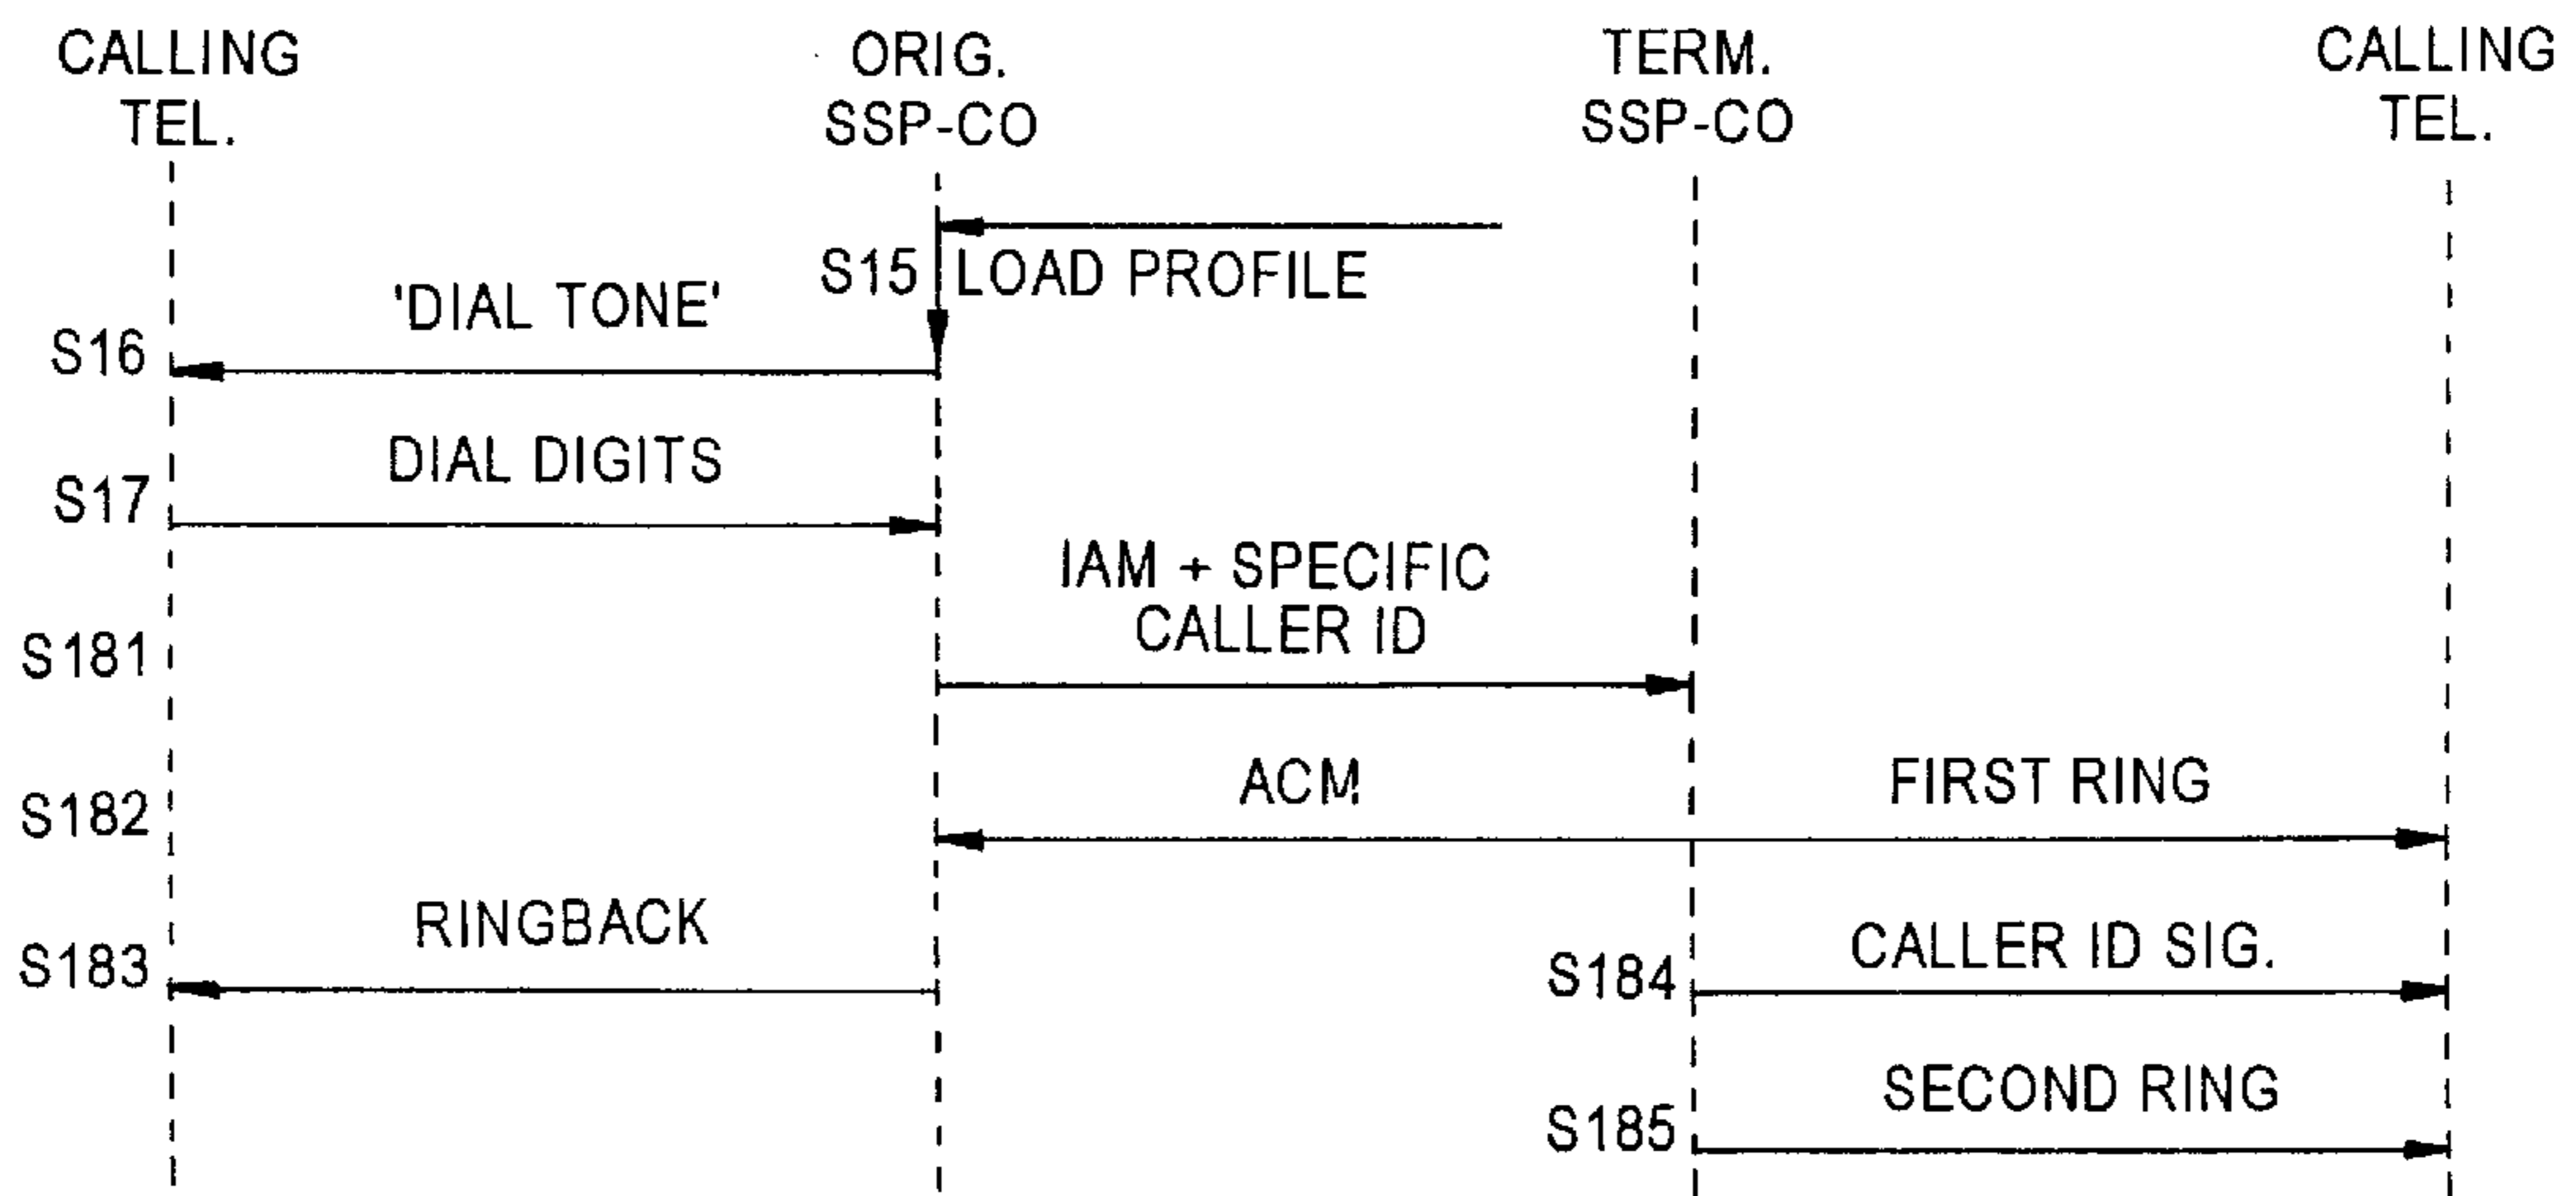 CALLING
TEL.
ORIG.
SSP-CO
TERM.
SSP-CO
CALLING
TEL.
S15
LOAD PROFILE
'DIAL TONE'
S16
DIAL DIGITS
S17
IAM + SPECIFIC
CALLER ID
S181
ACM
FIRST RING
S182
RINGBACK
S183
CALLER ID SIG.
S184
SECOND RING
S185